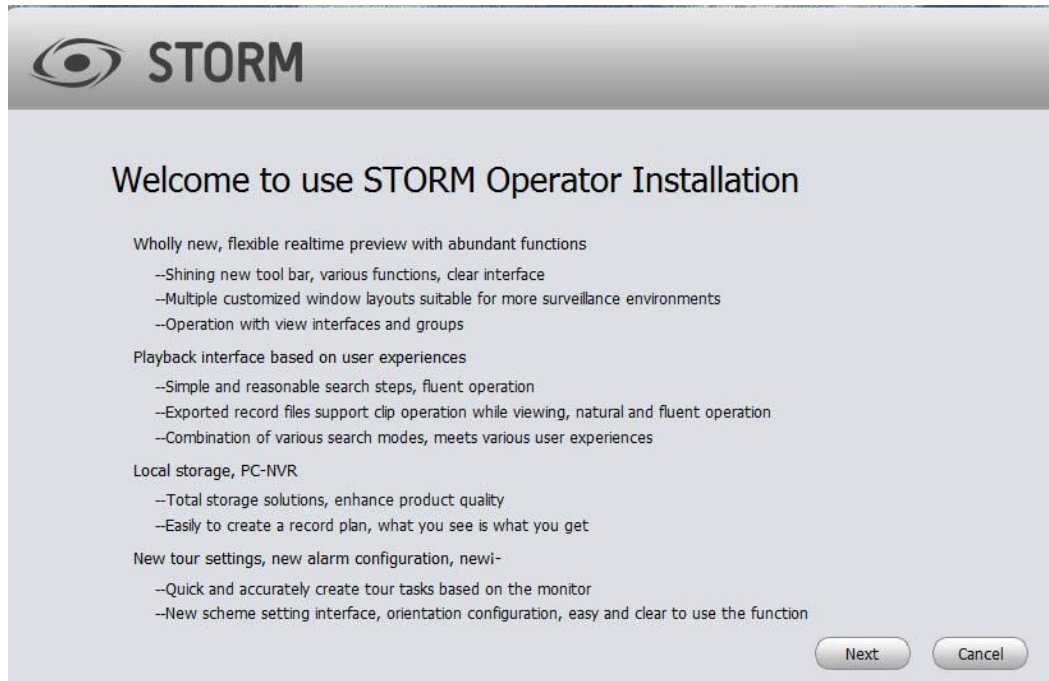 STORM
Welcome to use STORM Operator Installation
Wholly new, flexible realtime preview with abundant functions
--Shining new tool bar, various functions, clear interface
--Multiple customized window layouts suitable for more surveillance environments
--Operation with view interfaces and groups
Playback interface based on user experiences
--Simple and reasonable search steps, fluent operation
--Exported record files support clip operation while viewing, natural and fluent operation
--Combination of various search modes, meets various user experiences
Local storage, PC-NVR
--Total storage solutions, enhance product quality
--Easily to create a record plan, what you see is what you get
New tour settings, new alarm configuration, new¡-
--Quick and accurately create tour tasks based on the monitor
--New scheme setting interface, orientation configuration, easy and clear to use the function
Next Cancel